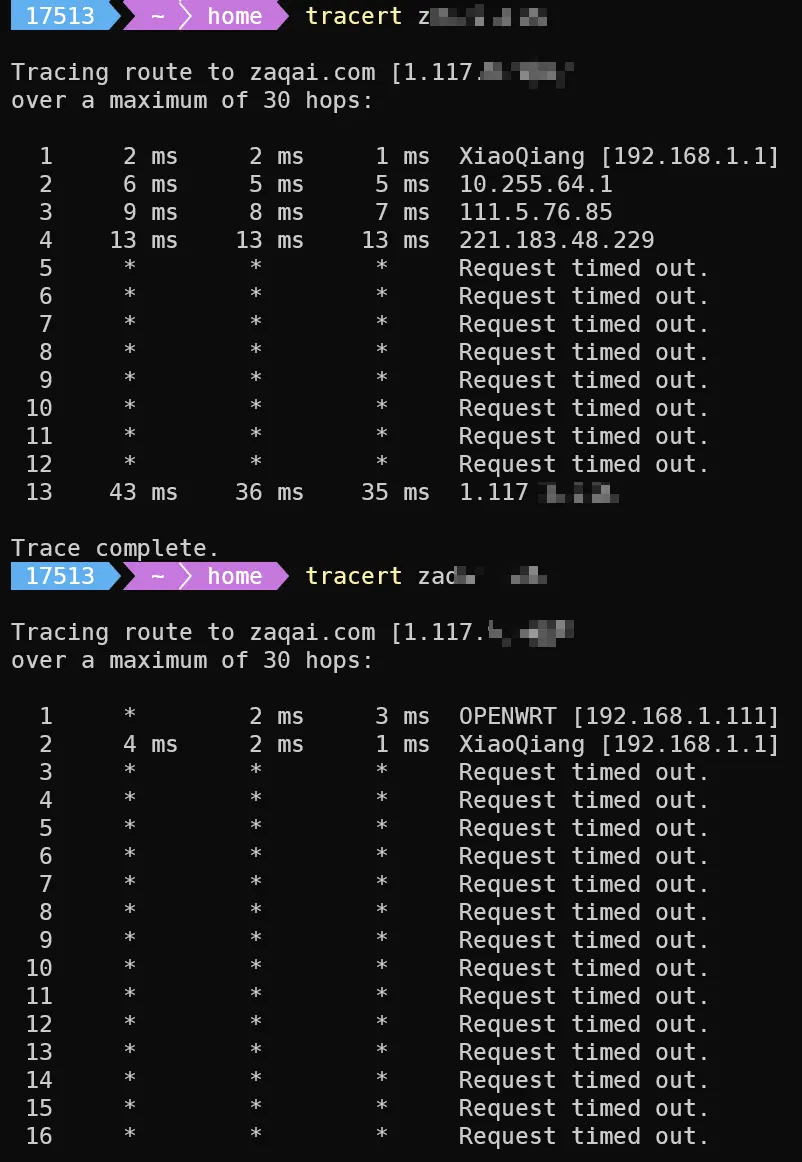 17513 ~ home tracert
Tracing route to zaqai.com [1.117.
over a maximum of 30 hops:
1 2 ms 2 ms 1 ms XiaoQiang [192.168.1.1]
2 6 ms 5 ms 5 ms 10.255.64.1
3 9 ms 8 ms 7 ms 111.5.76.85
4 13 ms 13 ms 13 ms 221.183.48.229
5 * * * Request timed out.
6 * * * Request timed out.
7 * * * Request timed out.
8 * * * Request timed out.
9 * * * Request timed out.
10 * * * Request timed out.
11 * * * Request timed out.
12 * * * Request timed out.
13 43 ms 36 ms 35 ms 1.117
Trace complete.
17513 ~ home tracert
Tracing route to zaqai.com [1.117.
over a maximum of 30 hops:
1 * 2 ms 3 ms OPENWRT [192.168.1.111]
2 4 ms 2 ms 1 ms XiaoQiang [192.168.1.1]
3 * * * Request timed out.
4 * * * Request timed out.
5 * * * Request timed out.
6 * * * Request timed out.
7 * * * Request timed out.
8 * * * Request timed out.
9 * * * Request timed out.
10 * * * Request timed out.
11 * * * Request timed out.
12 * * * Request timed out.
13 * * * Request timed out.
14 * * * Request timed out.
15 * * * Request timed out.
16 * * * Request timed out.